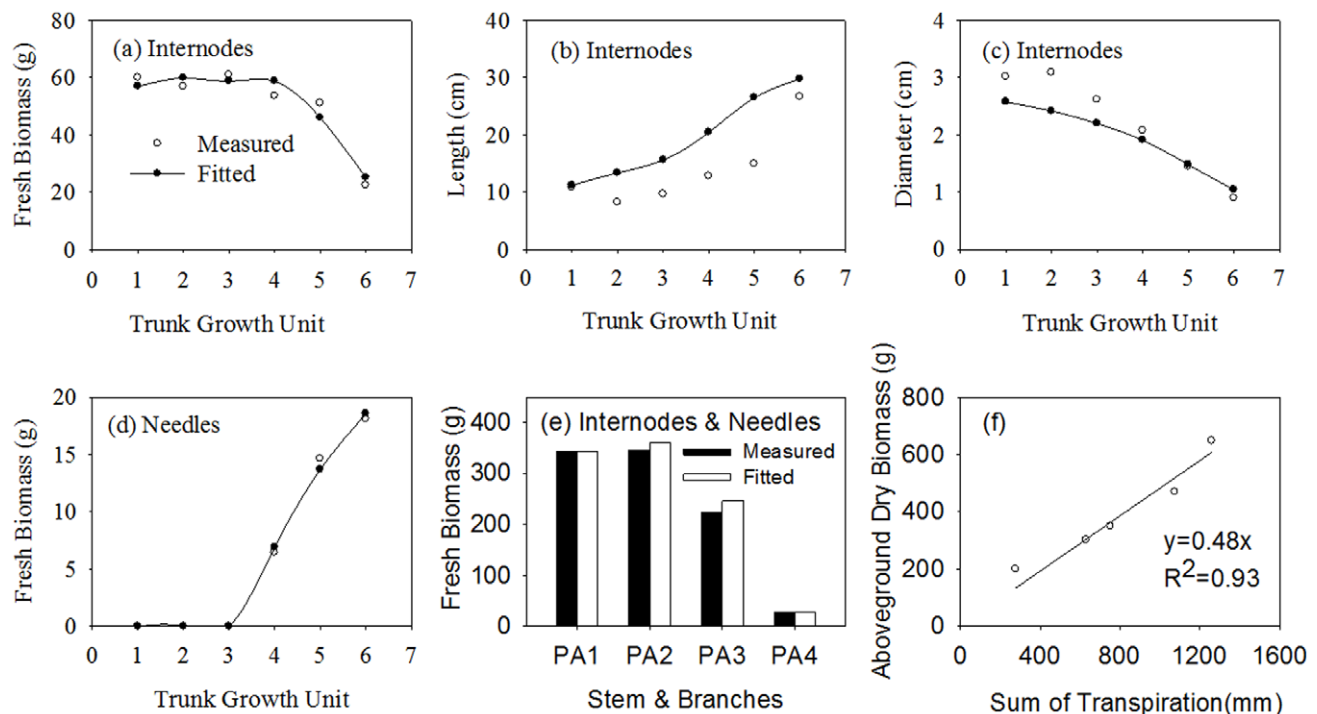 (a) Internodes
Fresh Biomass (g)
80
60
40
20
0
Measured
Fitted
0 1 2 3 4 5 6 7
Trunk Growth Unit
(b) Internodes
Length (cm)
40
30
20
10
0
0 1 2 3 4 5 6 7
Trunk Growth Unit
(c) Internodes
Diameter (cm)
4
3
2
1
0
0 1 2 3 4 5 6 7
Trunk Growth Unit
(d) Needles
Fresh Biomass (g)
20
15
10
5
0
0 1 2 3 4 5 6 7
Trunk Growth Unit
(e) Internodes & Needles
Fresh Biomass (g)
400
300
200
100
0
Measured
Fitted
PA1 PA2 PA3 PA4
Stem & Branches
(f)
Aboveground Dry Biomass (g)
800
600
400
200
0
y=0.48x
R²=0.93
0 400 800 1200 1600
Sum of Transpiration(mm)